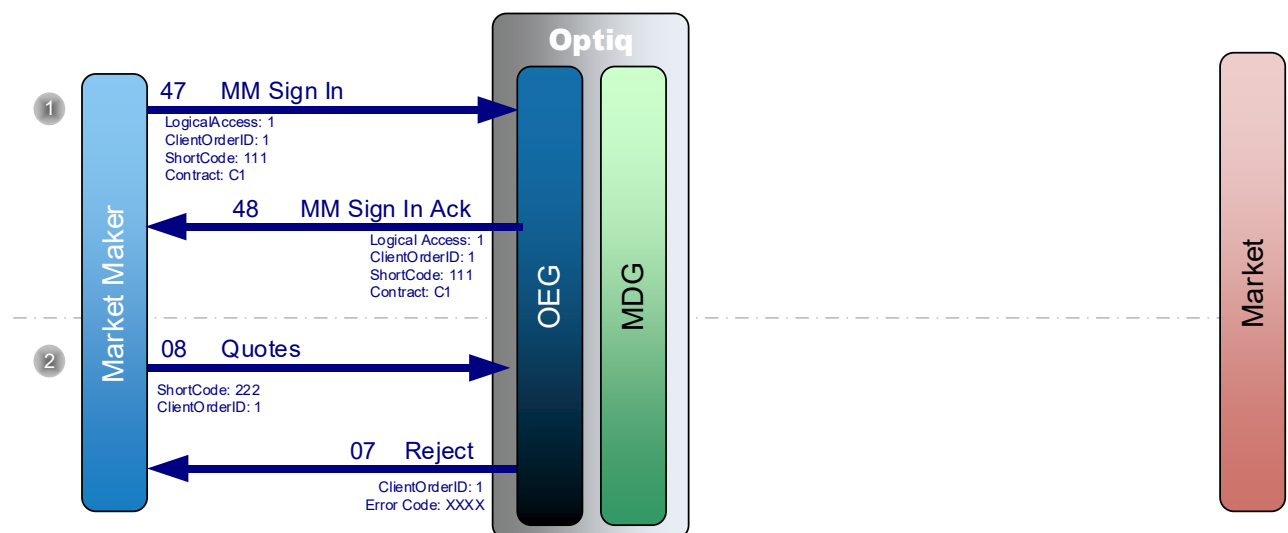 Optiq
1
47 MM Sign In
LogicalAccess: 1
ClientOrderID: 1
ShortCode: 111
Contract: C1
48 MM Sign In Ack
Logical Access: 1
ClientOrderID: 1
ShortCode: 111
Contract: C1
Market Maker
OEG
MDG
Market
2
08 Quotes
ShortCode: 222
ClientOrderID: 1
07 Reject
ClientOrderID: 1
Error Code: XXXX